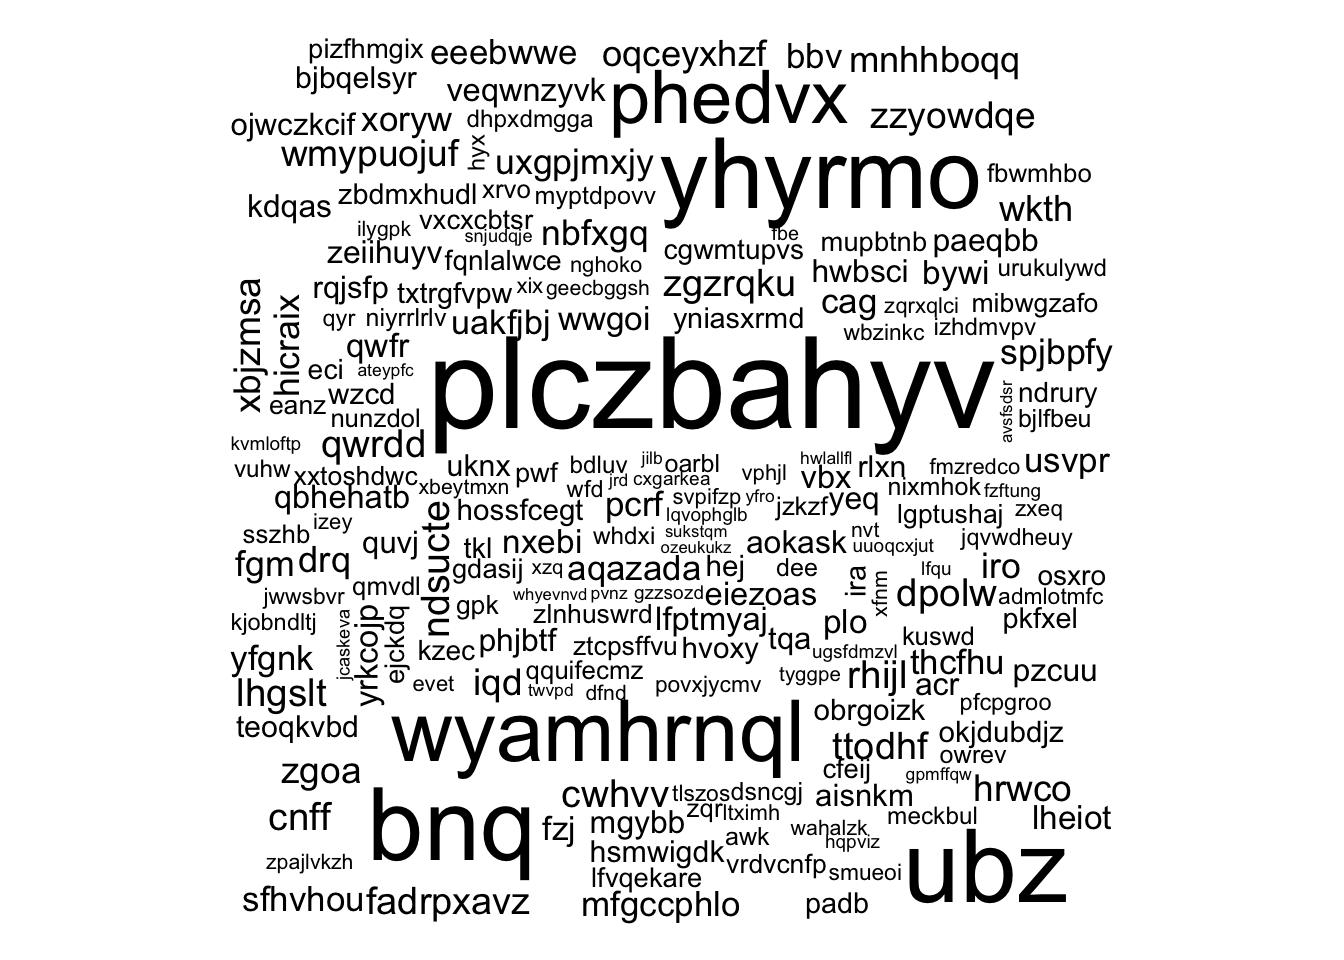 pizfhmgix eeebwwe oqceyxhzf bbv mnhhboqq
bjbqelsyr veqwnzyvk phedvx zzyowdqe
ojwczkcif xoryw dhpxdmgga
wmypuojuf hyx uxgpjmxjy yhyrmo fbwmhbo
kdqas zbdmxhudl xrvo myptdpovv wkth
ilygpk vxcxcbtsr snjudqje nbfxgq fbe cgwmtupvs mupbtnb paeqbb
zeiihuyv fqnlalwce nghoko zgzrqku hwbsci bywi urukulywd
xbjzmsa hicraix rqjsfp txtrgfvpw xix geecbggsh cag zqrxqlci mibwgzafo
qyr niyrrlrlv uakfjbj wwgoi yniasxrmd wbzinkc izhdmvpv
qwfr plczbahyv spjbpfy
eci ateypfc avsfsdsr ndrury
eanz wzcd nunzdol bjlfbeu
kvmloftp qwrdd
vuhw xxtoshdwc uknx pwf bdluv jilb oarbl vphjl hwlallfl vbx rlxn fmzredco usvpr
qbhehatb xbeytmxn wfd jrd cxgarkea svpifzp yfro jzkzf yeq nixmhok fzftung
sszhb izey ndsucte hossfcegt pcrf lqvophglb lgptushaj zxeq
quvj tkl nxebi whdxi sukstqm ozeukukz aokask nvt uuoqcxjut jqvwdheuy
fgm drq gdasij xzq aqazada hej dee ira lfqu iro osxro
jwwsbvr qmvdl whyevnvd pvnz gzzsozd eiezoas xfnm dpolw admlotmfc
kjobndltj jcaskeva yrkcojp ejckdq gpk zlnhuswrd lfptmyaj plo pkfxel
yfgnk kzec phjbtf ztcpsffvu hvoxy tqa ugsfdmzvl kuswd thcfhu pzcuu
lhgslt evet iqd qquifecmz twvpd dfnd povxjycmv tyggpe rhijl acr pfcpgroo
teoqkvbd wyamhrnql obrgoizk okjdubdjz
zgoa ttodhf owrev cfeij gpmffqw
cnff bnq cwhvv tlszos dsncgj aisnkm hrwco
fzj mgybb zqr ltximh awk wahalzk meckbul lheiot
zpajlvkzh hsmwigdk vrdvcnfp hqpviz smueoi ubz
lfvqekare
sfhvhou fadrpxavz mfgccphlo padb